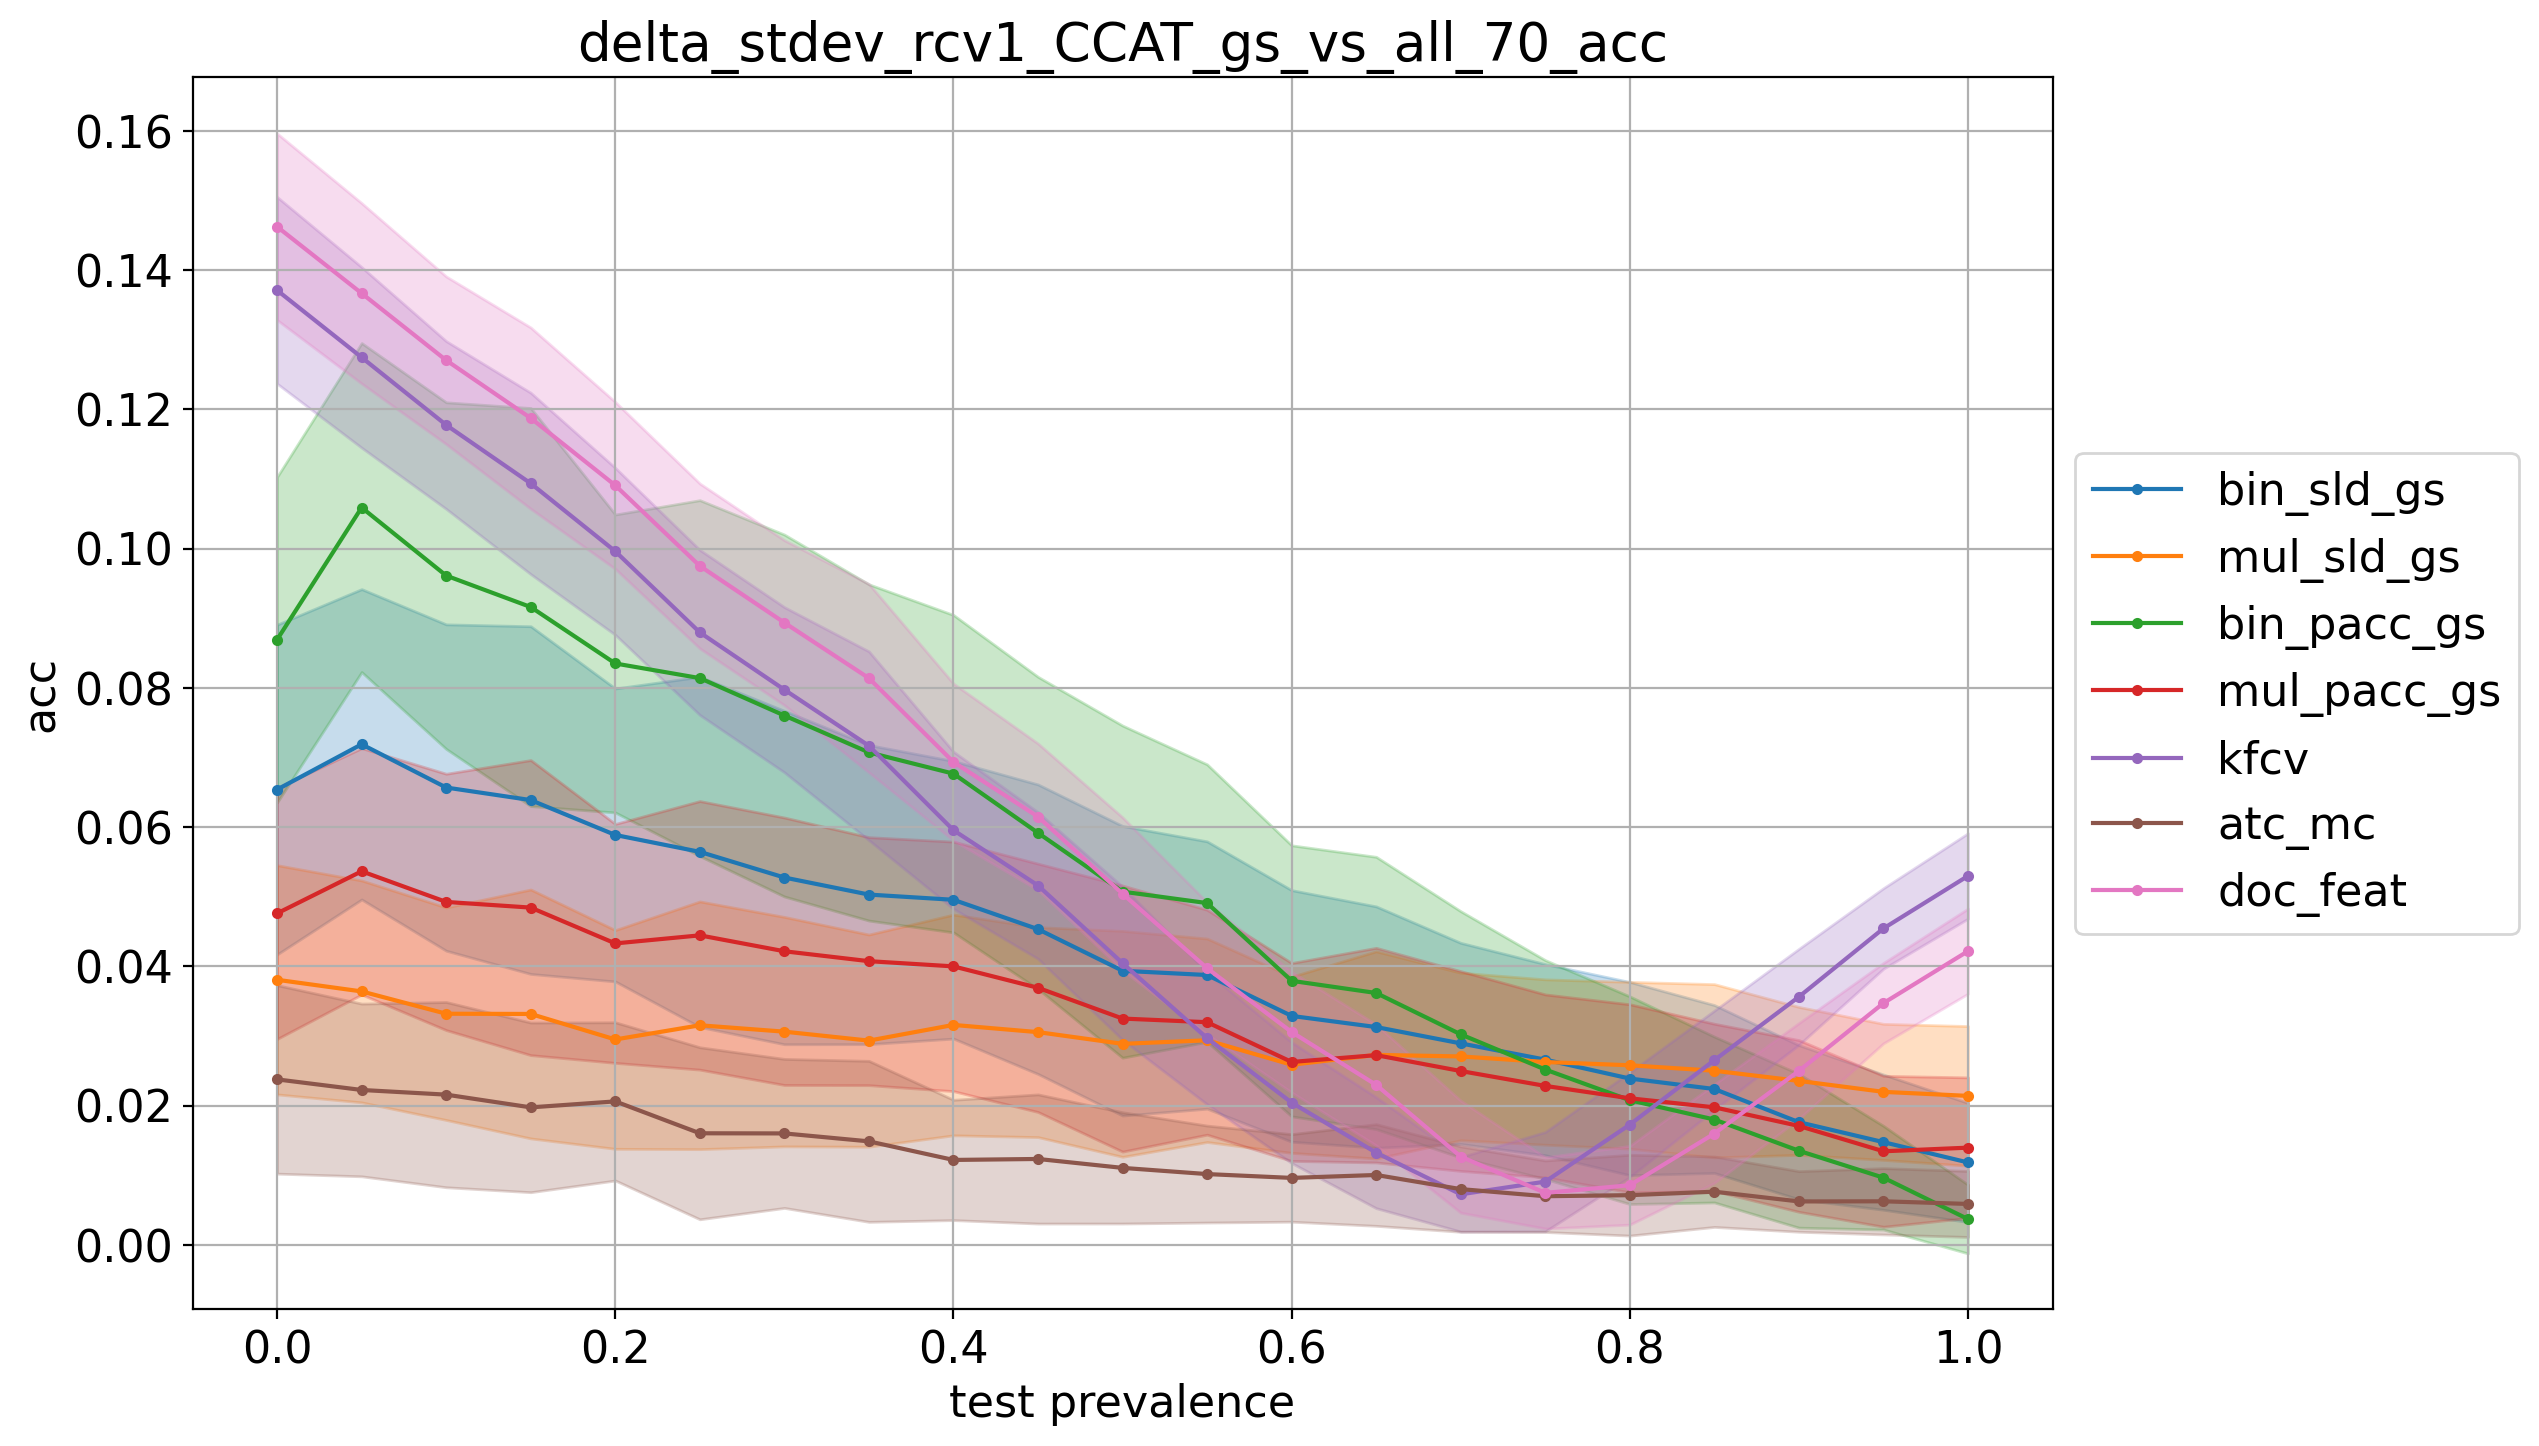 delta_stdev_rcv1_CCAT_gs_vs_all_70_acc
0.16
0.14
0.12
0.10
0.08
0.06
0.04
0.02
0.00
acc
0.0
0.2
0.4
0.6
0.8
1.0
test prevalence
bin_sld_gs
mul_sld_gs
bin_pacc_gs
mul_pacc_gs
kfcv
atc_mc
doc_feat